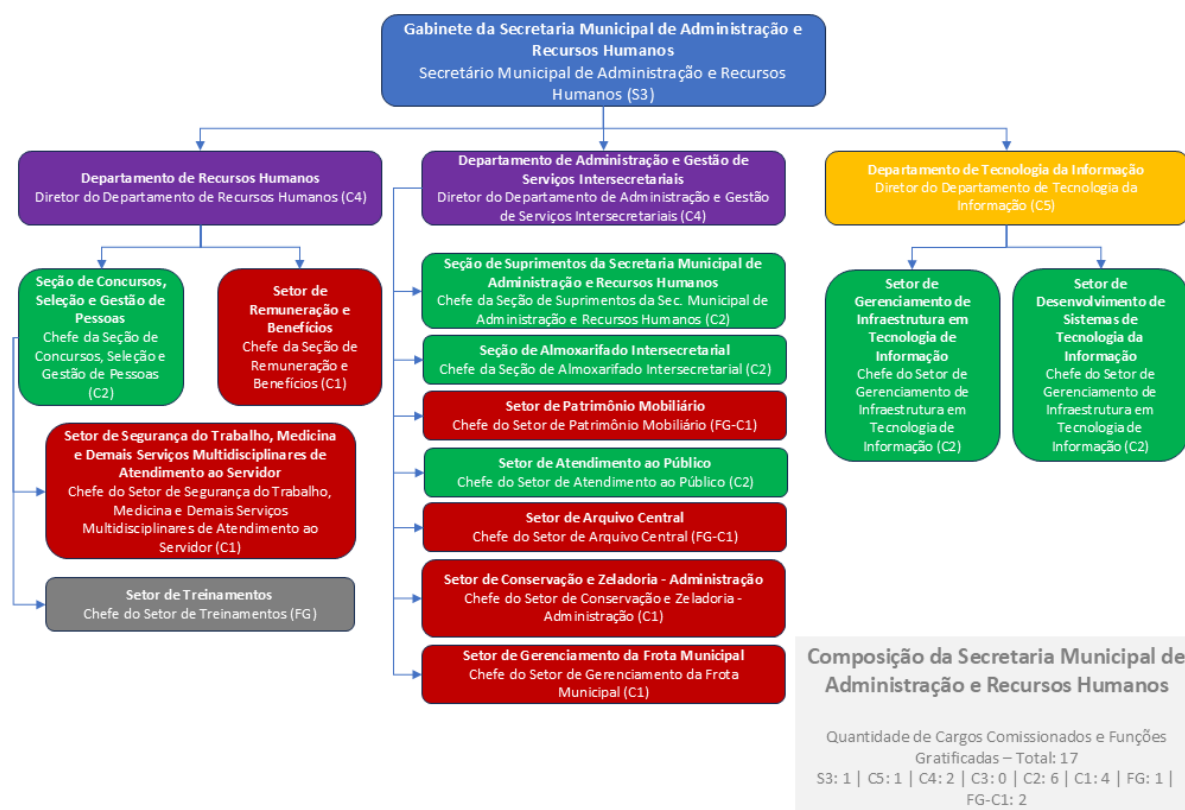 Gabinete da Secretaria Municipal de Administração e
Recursos Humanos
Secretário Municipal de Administração e Recursos
Humanos (S3)
Departamento de Recursos Humanos
Diretor do Departamento de Recursos Humanos (C4)
Departamento de Administração e Gestão de
Serviços Intersecretariais
Diretor do Departamento de Administração e Gestão
de Serviços Intersecretariais (C4)
Departamento de Tecnologia da Informação
Diretor do Departamento de Tecnologia da
Informação (C5)
Seção de Concursos,
Seleção e Gestão de
Pessoas
Chefe da Seção de
Concursos, Seleção e
Gestão de Pessoas
(C2)
Setor de
Remuneração e
Benefícios
Chefe da Seção de
Remuneração e
Benefícios (C1)
Setor de Segurança do Trabalho, Medicina
e Demais Serviços Multidisciplinares de
Atendimento ao Servidor
Chefe do Setor de Segurança do Trabalho,
Medicina e Demais Serviços
Multidisciplinares de Atendimento ao
Servidor (C1)
Setor de Treinamentos
Chefe do Setor de Treinamentos (FG)
Seção de Suprimentos da Secretaria Municipal de
Administração e Recursos Humanos
Chefe da Seção de Suprimentos da Sec. Municipal de
Administração e Recursos Humanos (C2)
Seção de Almoxarifado Intersecretarial
Chefe da Seção de Almoxarifado Intersecretarial (C2)
Setor de Patrimônio Mobiliário
Chefe do Setor de Patrimônio Mobiliário (FG-C1)
Setor de Atendimento ao Público
Chefe do Setor de Atendimento ao Público (C2)
Setor de Arquivo Central
Chefe do Setor de Arquivo Central (FG-C1)
Setor de Conservação e Zeladoria - Administração
Chefe do Setor de Conservação e Zeladoria -
Administração (C1)
Setor de Gerenciamento da Frota Municipal
Chefe do Setor de Gerenciamento da Frota
Municipal (C1)
Setor de
Gerenciamento de
Infraestrutura em
Tecnologia de
Informação
Chefe do Setor de
Gerenciamento de
Infraestrutura em
Tecnologia de
Informação (C2)
Setor de
Desenvolvimento de
Sistemas de
Tecnologia da
Informação
Chefe do Setor de
Gerenciamento de
Infraestrutura em
Tecnologia de
Informação (C2)
Composição da Secretaria Municipal de
Administração e Recursos Humanos
Quantidade de Cargos Comissionados e Funções
Gratificadas – Total: 17
S3: 1 | C5: 1 | C4: 2 | C3: 0 | C2: 6 | C1: 4 | FG: 1 |
FG-C1: 2